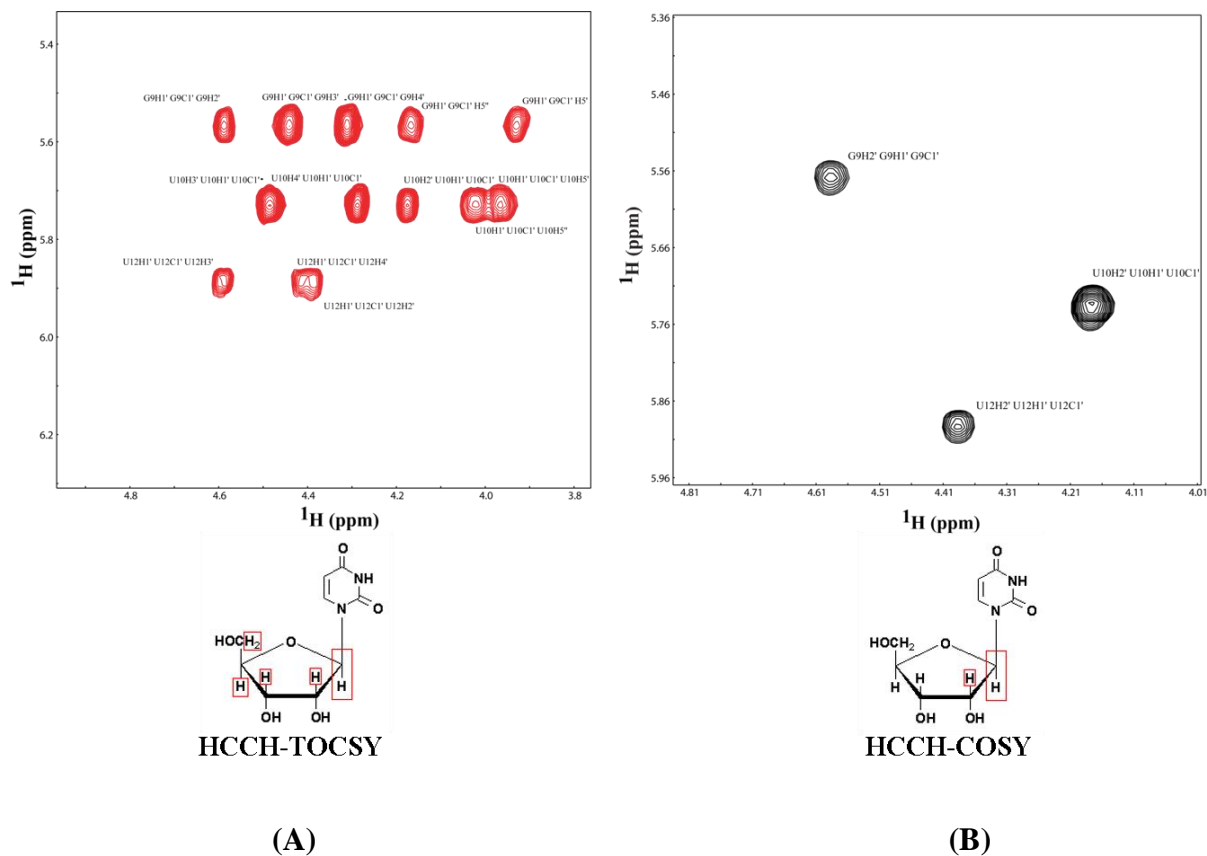 5.4
5.6
5.8
6.0
6.2
¹H (ppm)
G9H1' G9C1' G9H2'
G9H1' G9C1' G9H3'
G9H1' G9C1' G9H4'
G9H1' G9C1' H5''
G9H1' G9C1' H5'
U10H3' U10H1' U10C1'
U10H4' U10H1' U10C1'
U10H2' U10H1' U10C1'
U10H1' U10C1' U10H5'
U10H1' U10C1' U10H5''
U12H1' U12C1' U12H3'
U12H1' U12C1' U12H4'
U12H1' U12C1' U12H2'
4.8 4.6 4.4 4.2 4.0 3.8
¹H (ppm)
O
NH
N O
HOCH₂ O
H H H H
OH OH
HCCH-TOCSY
(A)
5.36
5.46
5.56
5.66
5.76
5.86
5.96
¹H (ppm)
G9H2' G9H1' G9C1'
U10H2' U10H1' U10C1'
U12H2' U12H1' U12C1'
4.81 4.71 4.61 4.51 4.41 4.31 4.21 4.11 4.01
¹H (ppm)
O
NH
N O
HOCH₂ O
H H H H
OH OH
HCCH-COSY
(B)